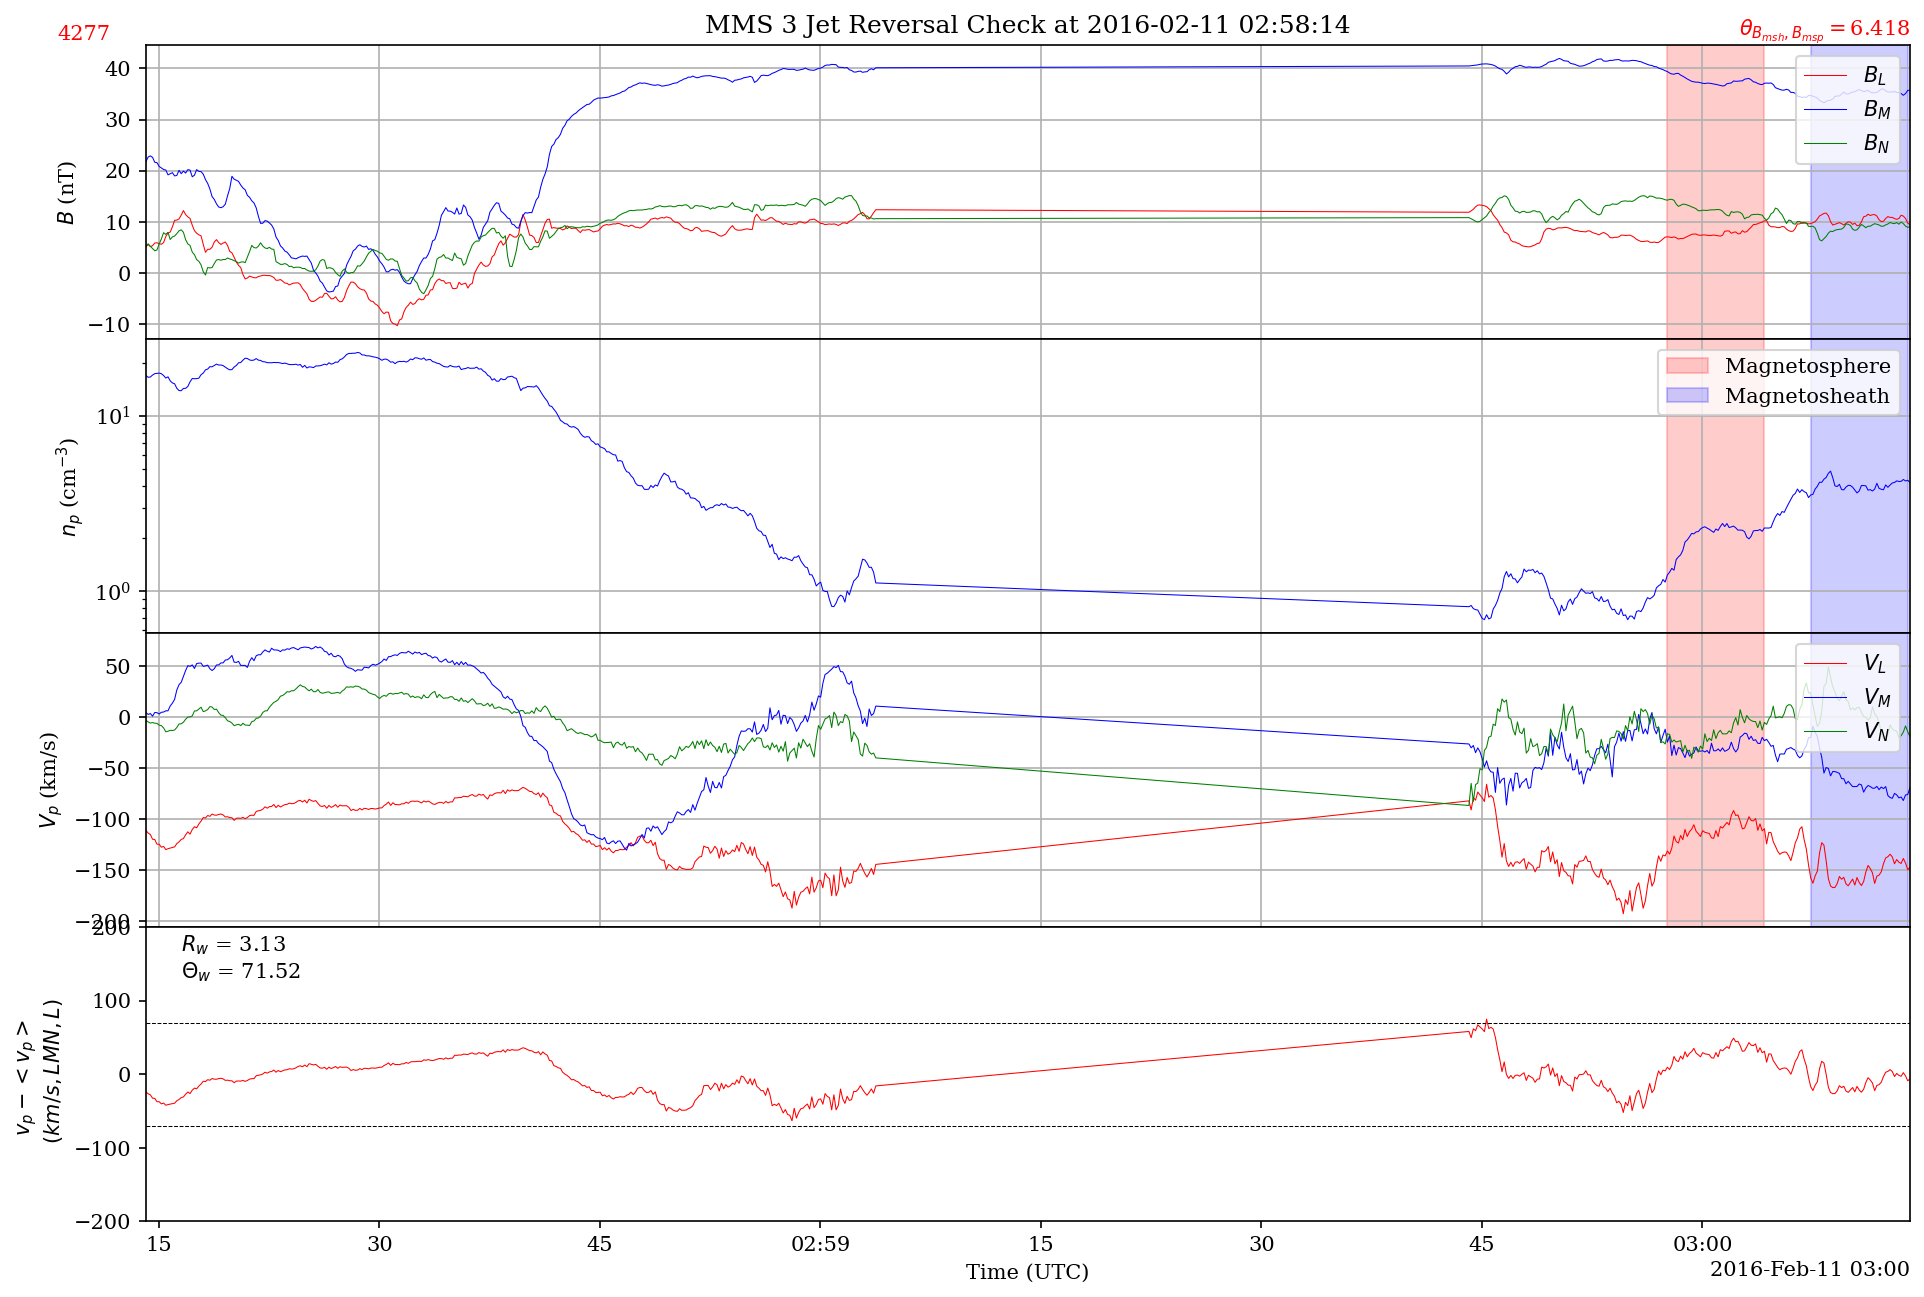 4277
MMS 3 Jet Reversal Check at 2016-02-11 02:58:14
θ_{B_{msh}, B_{msp}} = 6.418
B (nT)
40
30
20
10
0
−10
B_L
B_M
B_N
n_p (cm^{−3})
10^1
10^0
Magnetosphere
Magnetosheath
V_p (km/s)
50
0
−50
−100
−150
−200
V_L
V_M
V_N
v_p − < v_p >
(km/s, LMN, L)
200
100
0
−100
−200
R_w = 3.13
Θ_w = 71.52
15 30 45 02:59 15 30 45 03:00
Time (UTC)
2016-Feb-11 03:00